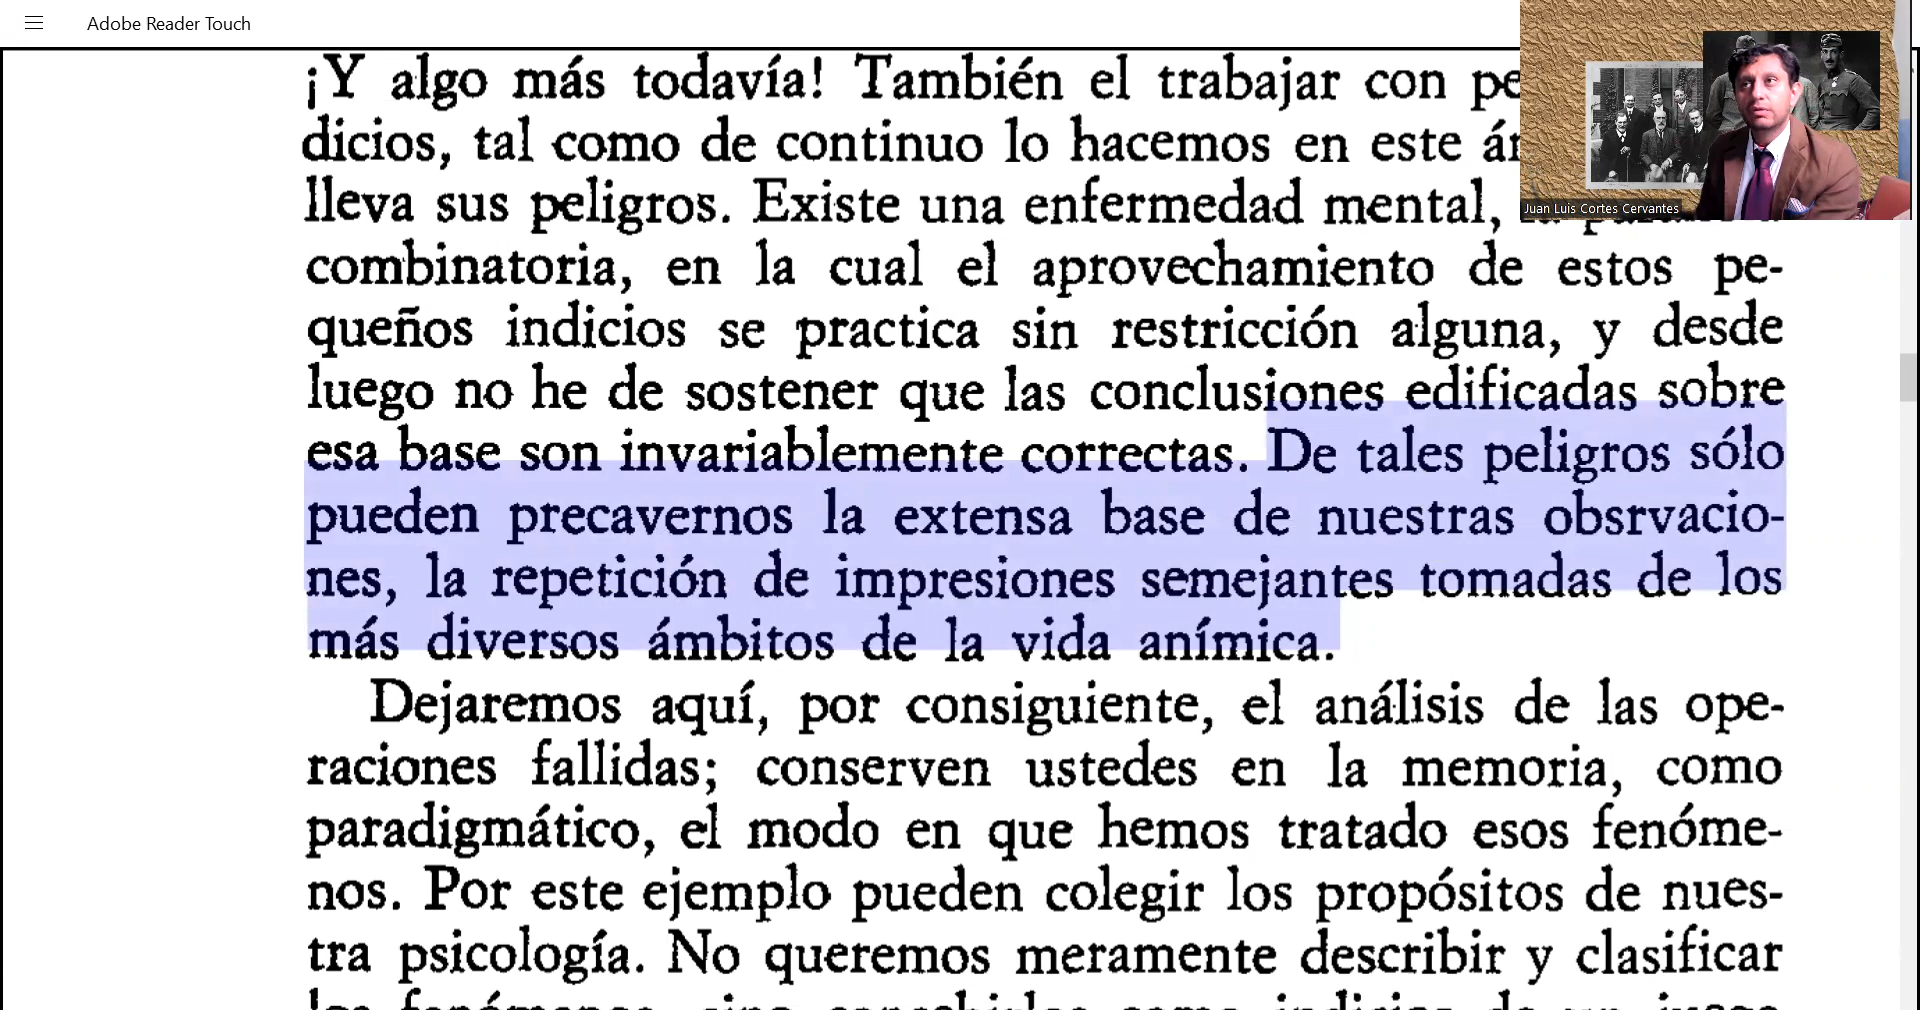 Adobe Reader Touch
¡Y algo más todavía! También el trabajar con pe
dicios, tal como de continuo lo hacemos en este á
lleva sus peligros. Existe una enfermedad mental,
Juan Luis Cortes Cervantes
combinatoria, en la cual el aprovechamiento de estos pe-
queños indicios se practica sin restricción alguna, y desde
luego no he de sostener que las conclusiones edificadas sobre
esa base son invariablemente correctas. De tales peligros sólo
pueden precavernos la extensa base de nuestras obsrvacio-
nes, la repetición de impresiones semejantes tomadas de los
más diversos ámbitos de la vida anímica.
Dejaremos aquí, por consiguiente, el análisis de las ope-
raciones fallidas; conserven ustedes en la memoria, como
paradigmático, el modo en que hemos tratado esos fenóme-
nos. Por este ejemplo pueden colegir los propósitos de nues-
tra psicología. No queremos meramente describir y clasificar